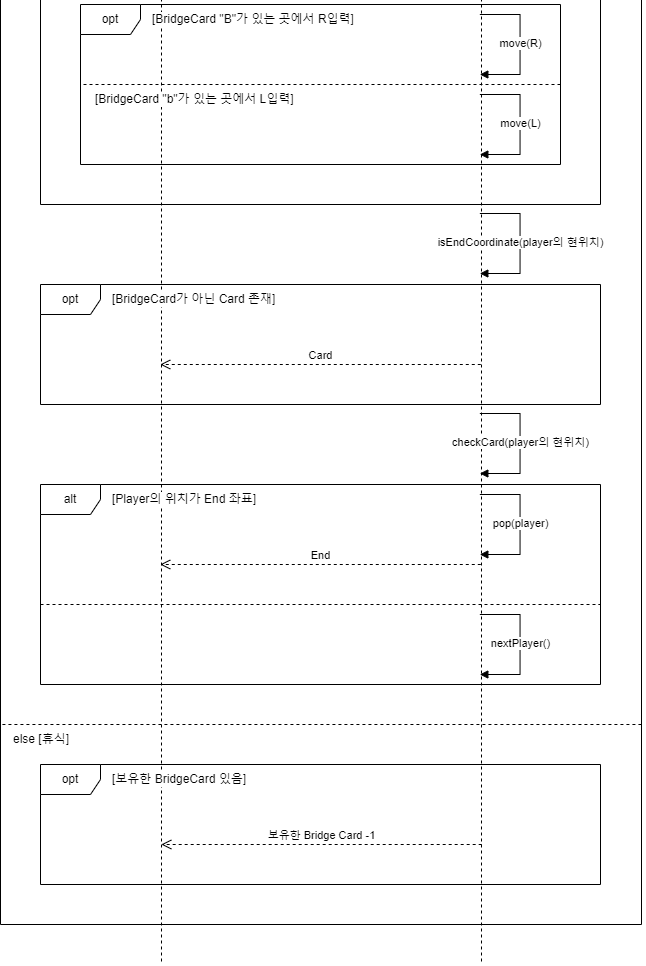 opt
[BridgeCard "B"가 있는 곳에서 R입력]
move(R)
[BridgeCard "b"가 있는 곳에서 L입력]
move(L)
isEndCoordinate(player의 현위치)
opt
[BridgeCard가 아닌 Card 존재]
Card
checkCard(player의 현위치)
alt
[Player의 위치가 End 좌표]
pop(player)
End
nextPlayer()
else [휴식]
opt
[보유한 BridgeCard 있음]
보유한 Bridge Card -1